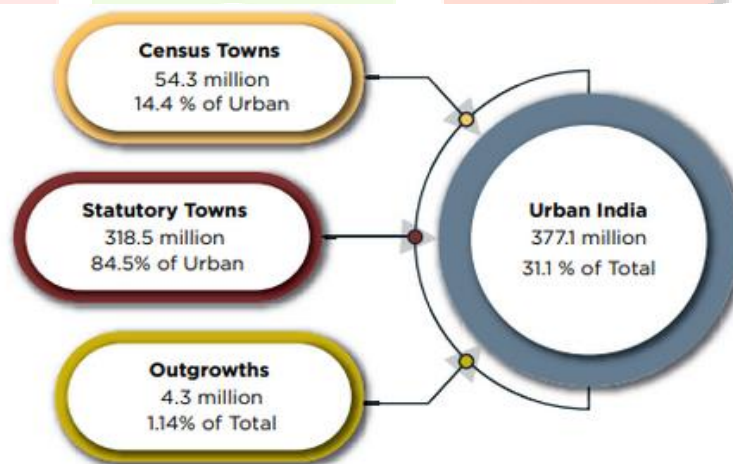 Census Towns
54.3 million
14.4 % of Urban
Statutory Towns
318.5 million
84.5% of Urban
Outgrowths
4.3 million
1.14% of Total
Urban India
377.1 million
31.1 % of Total